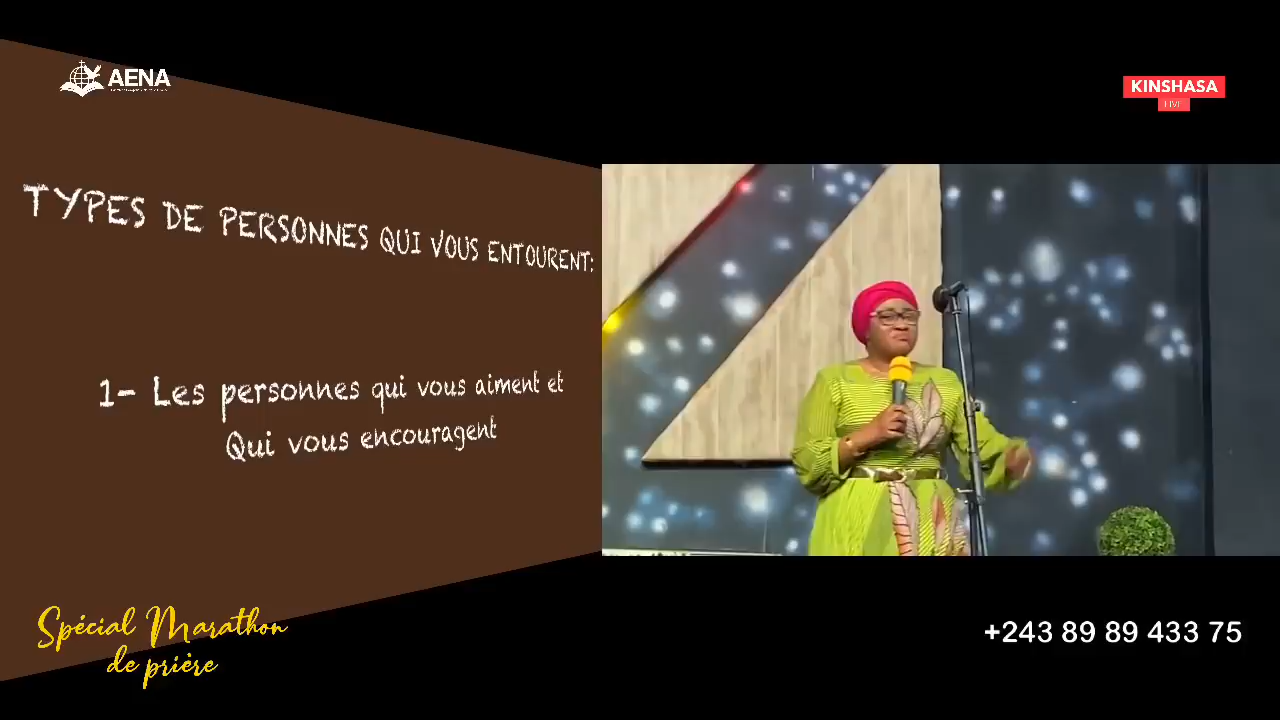 AENA
KINSHASA
LIVE
TYPES DE PERSONNES QUI VOUS ENTOURENT:
1- Les personnes qui vous aiment et
Qui vous encouragent
Spécial Marathon
de prière
+243 89 89 433 75